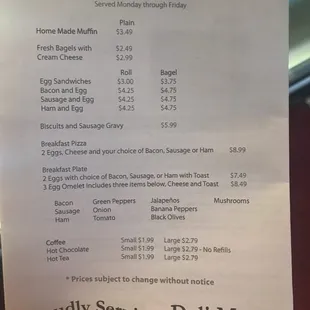 Served Monday through Friday
Plain
Home Made Muffin $3.49
Fresh Bagels with $2.49
Cream Cheese $2.99
Roll Bagel
Egg Sandwiches $3.00 $3.75
Bacon and Egg $4.25 $4.75
Sausage and Egg $4.25 $4.75
Ham and Egg $4.25 $4.75
Biscuits and Sausage Gravy $5.99
Breakfast Pizza
2 Eggs, Cheese and your choice of Bacon, Sausage or Ham $8.99
Breakfast Plate
2 Eggs with choice of Bacon, Sausage, or Ham with Toast $7.49
3 Egg Omelet includes three items below, Cheese and Toast $8.49
Bacon Green Peppers Jalapeños Mushrooms
Sausage Onion Banana Peppers
Ham Tomato Black Olives
Coffee Small $1.99 Large $2.79
Hot Chocolate Small $1.99 Large $2.79 - No Refills
Hot Tea Small $1.99 Large $2.79
* Prices subject to change without notice